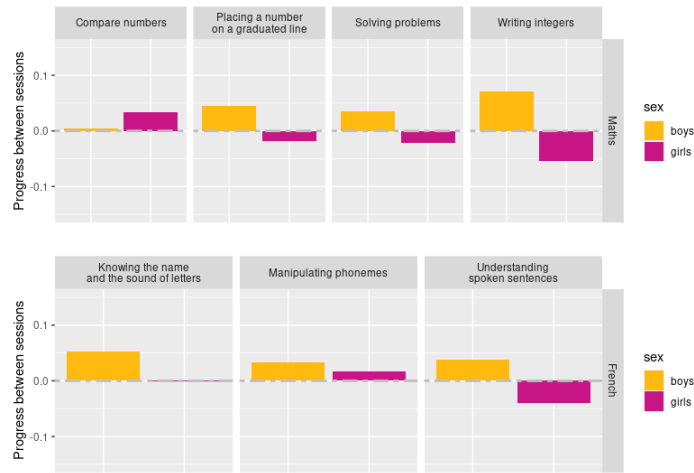 Compare numbers
Placing a number
on a graduated line
Solving problems
Writing integers
Progress between sessions
0.1
0.0
-0.1
Maths
sex
boys
girls
Knowing the name
and the sound of letters
Manipulating phonemes
Understanding
spoken sentences
Progress between sessions
0.1
0.0
-0.1
French
sex
boys
girls